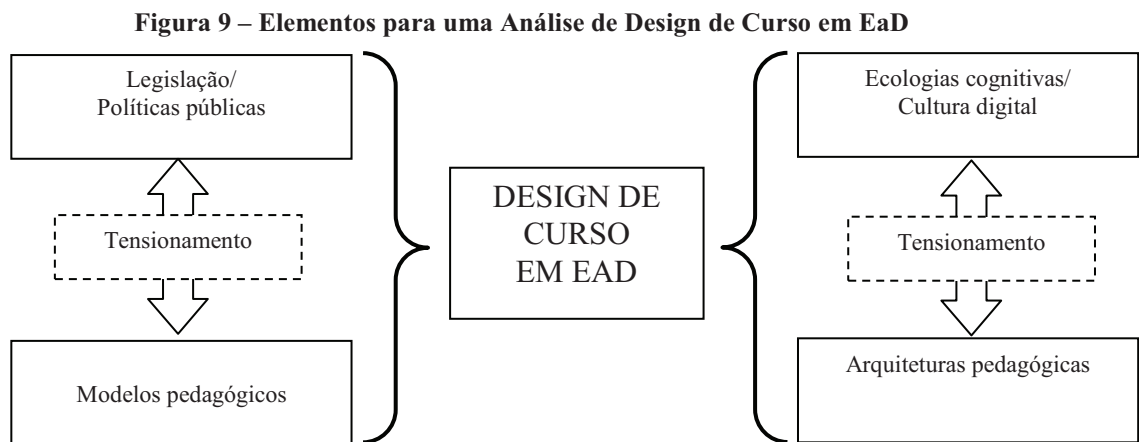 Figura 9 – Elementos para uma Análise de Design de Curso em EaD
Legislação/
Políticas públicas
Tensionamento
Modelos pedagógicos
DESIGN DE
CURSO
EM EAD
Ecologias cognitivas/
Cultura digital
Tensionamento
Arquiteturas pedagógicas